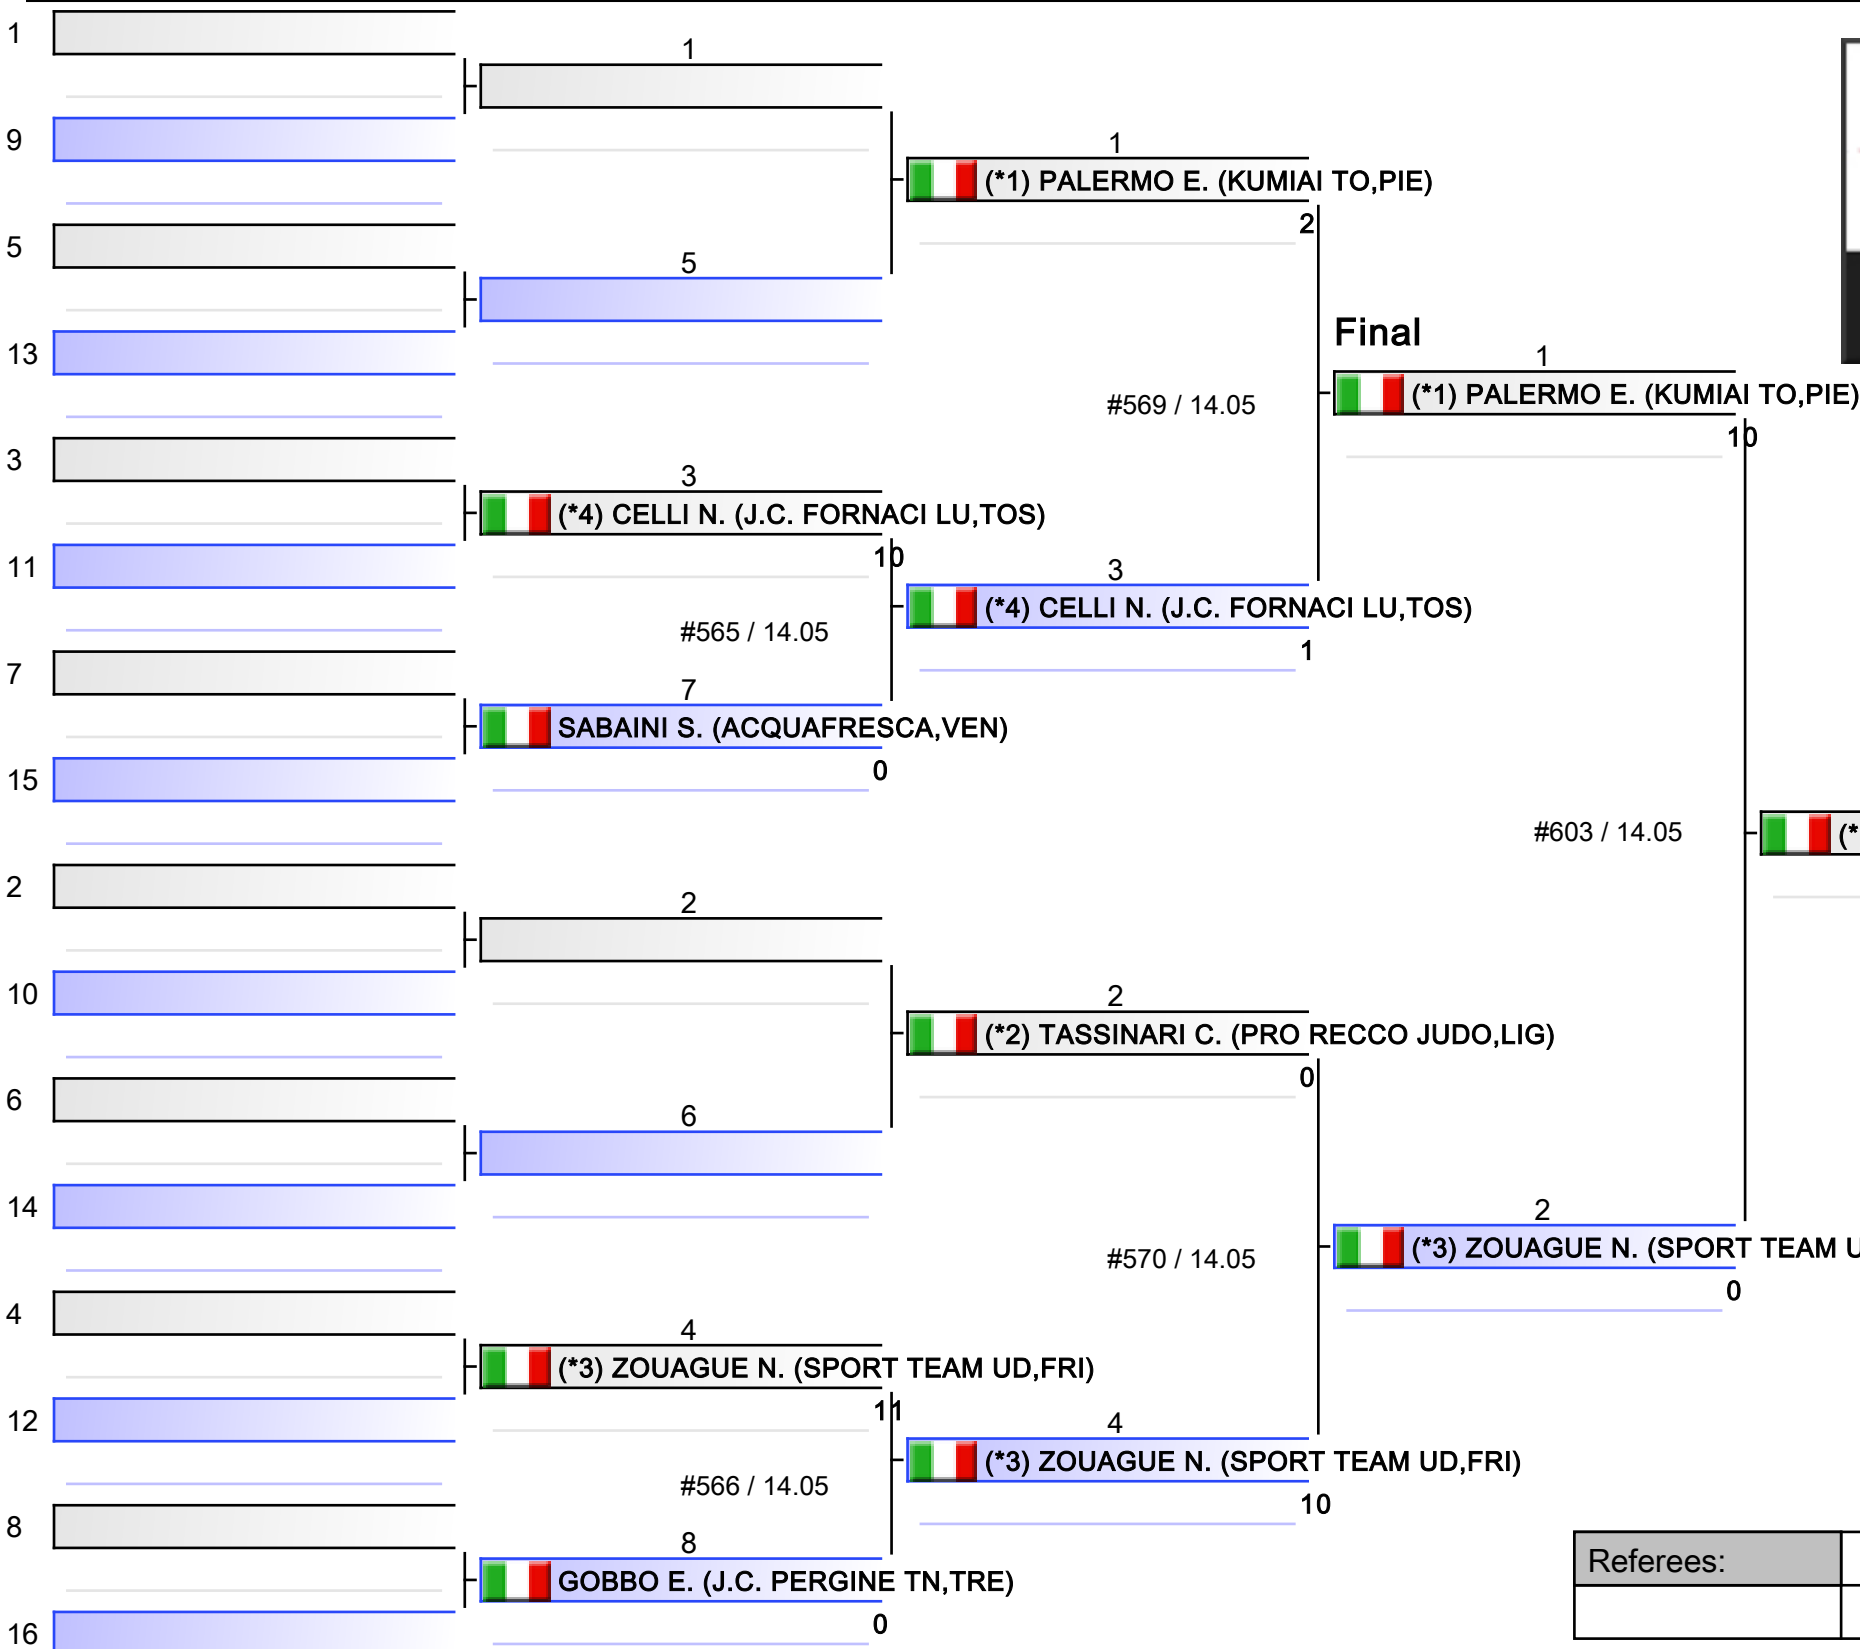 1
1
9
1
(*1) PALERMO E. (KUMIAI TO,PIE)
2
5
5
13
Final
1
(*1) PALERMO E. (KUMIAI TO,PIE)
10
#569 / 14.05
3
3
(*4) CELLI N. (J.C. FORNACI LU,TOS)
10
11
3
(*4) CELLI N. (J.C. FORNACI LU,TOS)
1
#565 / 14.05
7
7
SABAINI S. (ACQUAFRESCA,VEN)
0
15
#603 / 14.05
(*
2
2
10
2
(*2) TASSINARI C. (PRO RECCO JUDO,LIG)
0
6
6
14
2
(*3) ZOUAGUE N. (SPORT TEAM U
0
#570 / 14.05
4
4
(*3) ZOUAGUE N. (SPORT TEAM UD,FRI)
11
12
4
(*3) ZOUAGUE N. (SPORT TEAM UD,FRI)
10
#566 / 14.05
8
8
GOBBO E. (J.C. PERGINE TN,TRE)
0
16
Referees: